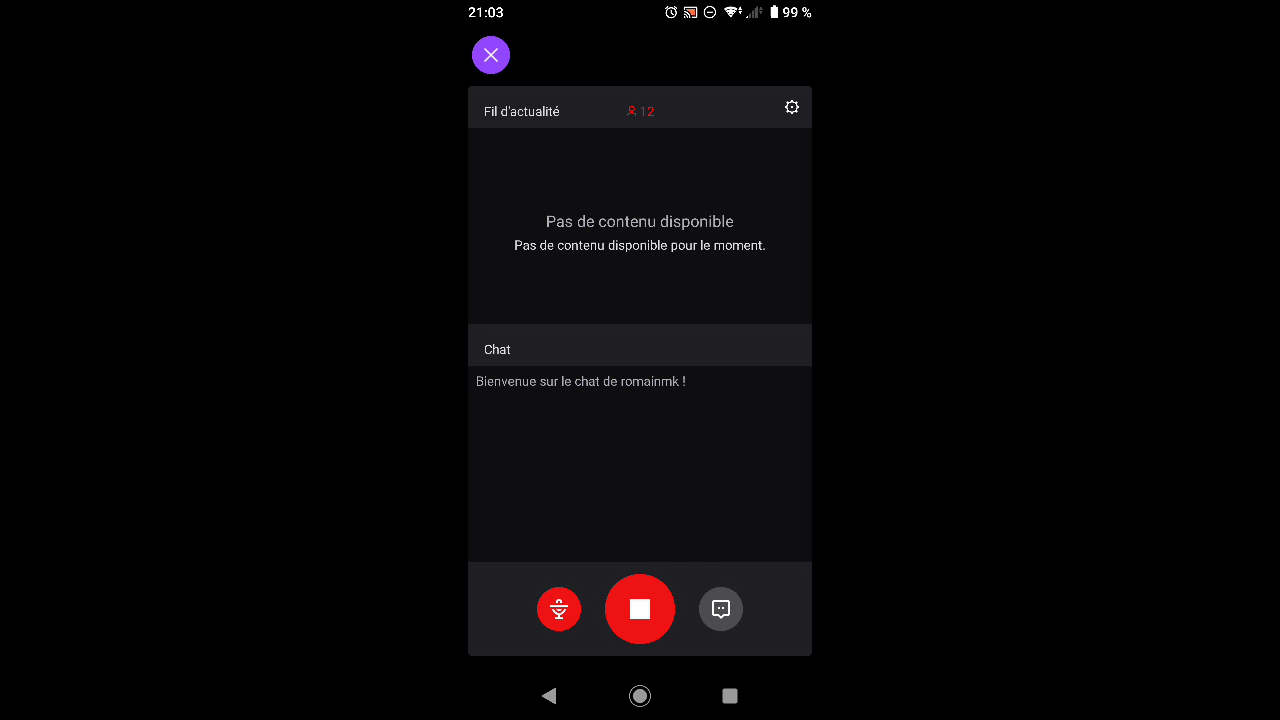 21:03
99 %
Fil d'actualité
12
Pas de contenu disponible
Pas de contenu disponible pour le moment.
Chat
Bienvenue sur le chat de romainmk !